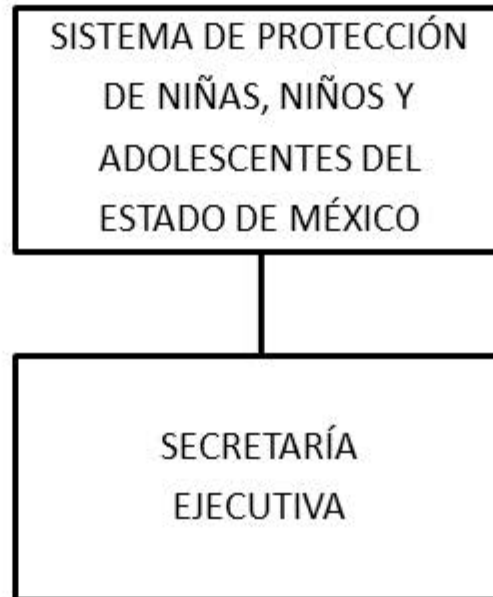 SISTEMA DE PROTECCIÓN
DE NIÑAS, NIÑOS Y
ADOLESCENTES DEL
ESTADO DE MÉXICO
SECRETARÍA
EJECUTIVA